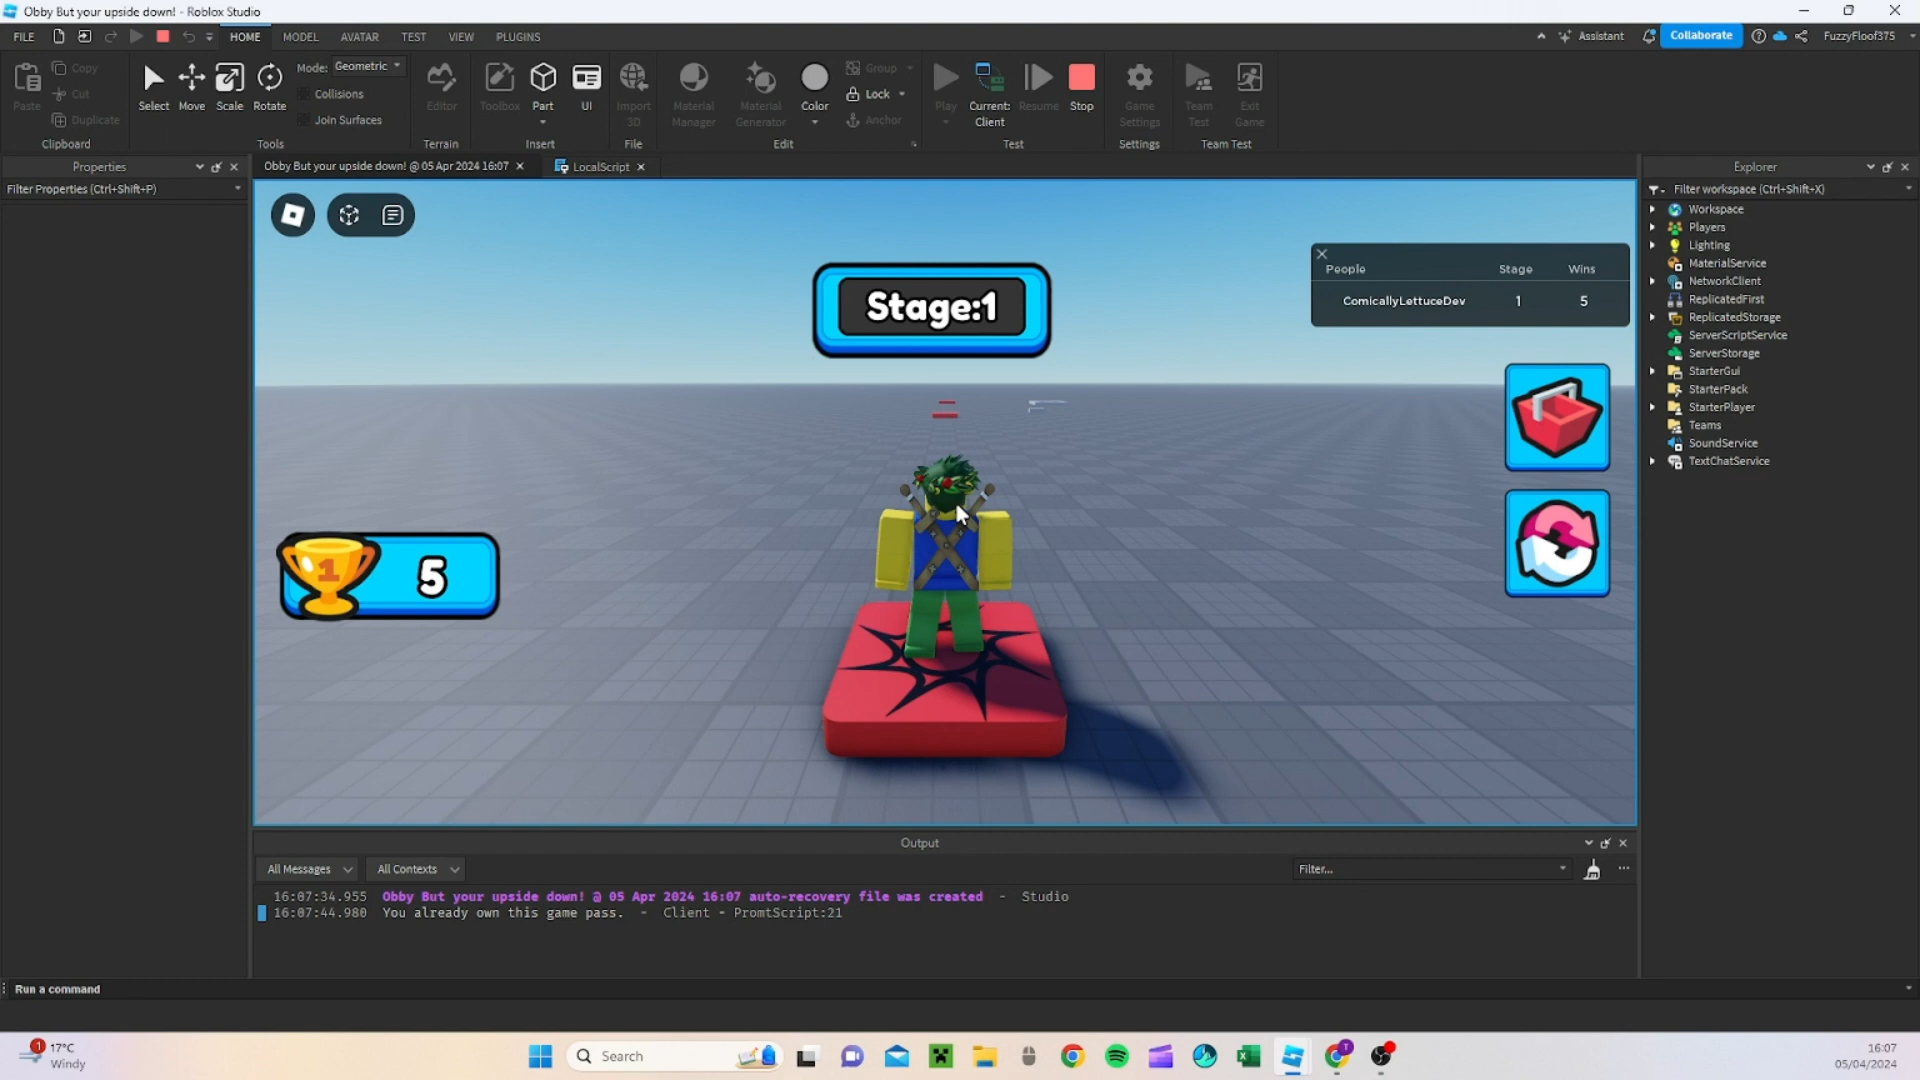 Obby But your upside down! - Roblox Studio
FILE HOME MODEL AVATAR TEST VIEW PLUGINS Assistant Collaborate FuzzyFloof375
Paste Copy Cut Duplicate Clipboard
Select Move Scale Rotate Mode: Geometric Collisions Join Surfaces Tools
Editor Terrain
Toolbox Part UI Insert
Import 3D File
Material Manager Material Generator Color Group Lock Anchor Edit
Play Current: Client Resume Stop Test
Game Settings Settings
Team Test Exit Game Team Test
Properties
Filter Properties (Ctrl+Shift+P)
Obby But your upside down! @ 05 Apr 2024 16:07 LocalScript
Stage:1
People Stage Wins
ComicallyLettuceDev 1 5
1 5
Explorer
Filter workspace (Ctrl+Shift+X)
Workspace
Players
Lighting
MaterialService
NetworkClient
ReplicatedFirst
ReplicatedStorage
ServerScriptService
ServerStorage
StarterGui
StarterPack
StarterPlayer
Teams
SoundService
TextChatService
Output
All Messages All Contexts Filter...
16:07:34.955 Obby But your upside down! @ 05 Apr 2024 16:07 auto-recovery file was created - Studio
16:07:44.980 You already own this game pass. - Client - PromtScript:21
Run a command
1 17°C
Windy
Search
T
16:07
05/04/2024